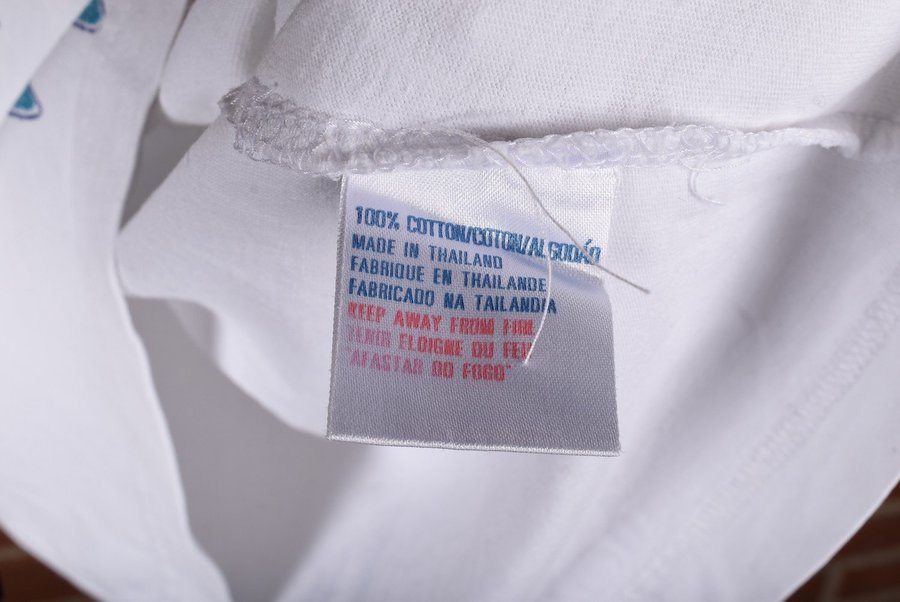 100% COTTON/COTON/ALGODÃO
MADE IN THAILAND
FABRIQUE EN THAILANDE
FABRICADO NA TAILANDIA
KEEP AWAY FROM FIRE
TENIR ELOIGNE DU FEU
"AFASTAR DO FOGO"